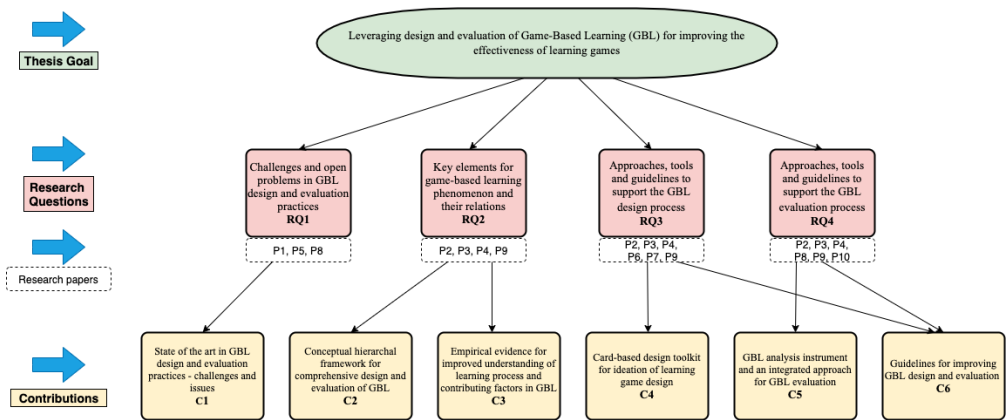 Thesis Goal
Leveraging design and evaluation of Game-Based Learning (GBL) for improving the
effectiveness of learning games
Research
Questions
Challenges and open
problems in GBL
design and evaluation
practices
RQ1
Key elements for
game-based learning
phenomenon and
their relations
RQ2
Approaches, tools
and guidelines to
support the GBL
design process
RQ3
Approaches, tools
and guidelines to
support the GBL
evaluation process
RQ4
Research papers
P1, P5, P8
P2, P3, P4, P9
P2, P3, P4,
P6, P7, P9
P2, P3, P4,
P8, P9, P10
Contributions
State of the art in GBL
design and evaluation
practices - challenges and
issues
C1
Conceptual hierarchal
framework for
comprehensive design and
evaluation of GBL
C2
Empirical evidence for
improved understanding of
learning process and
contributing factors in GBL
C3
Card-based design toolkit
for ideation of learning
game design
C4
GBL analysis instrument
and an integrated approach
for GBL evaluation
C5
Guidelines for improving
GBL design and evaluation
C6